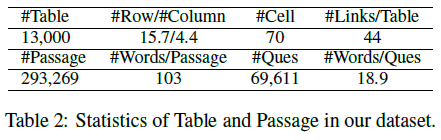 #Table #Row/#Column #Cell #Links/Table
13,000 15.7/4.4 70 44
#Passage #Words/Passage #Ques #Words/Ques
293,269 103 69,611 18.9
Table 2: Statistics of Table and Passage in our dataset.